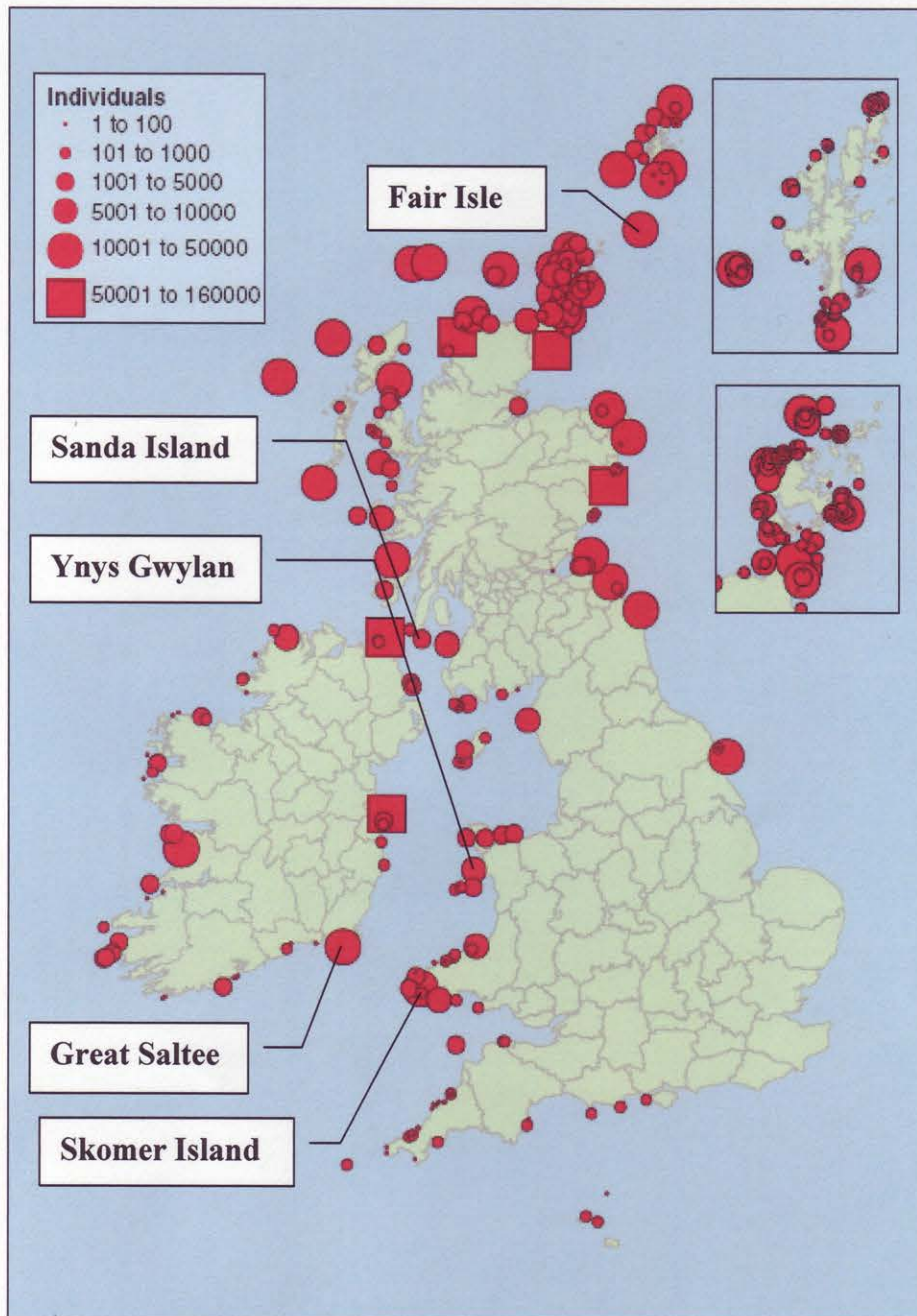 Individuals
1 to 100
101 to 1000
1001 to 5000
5001 to 10000
10001 to 50000
50001 to 160000
Fair Isle
Sanda Island
Ynys Gwylan
Great Saltee
Skomer Island